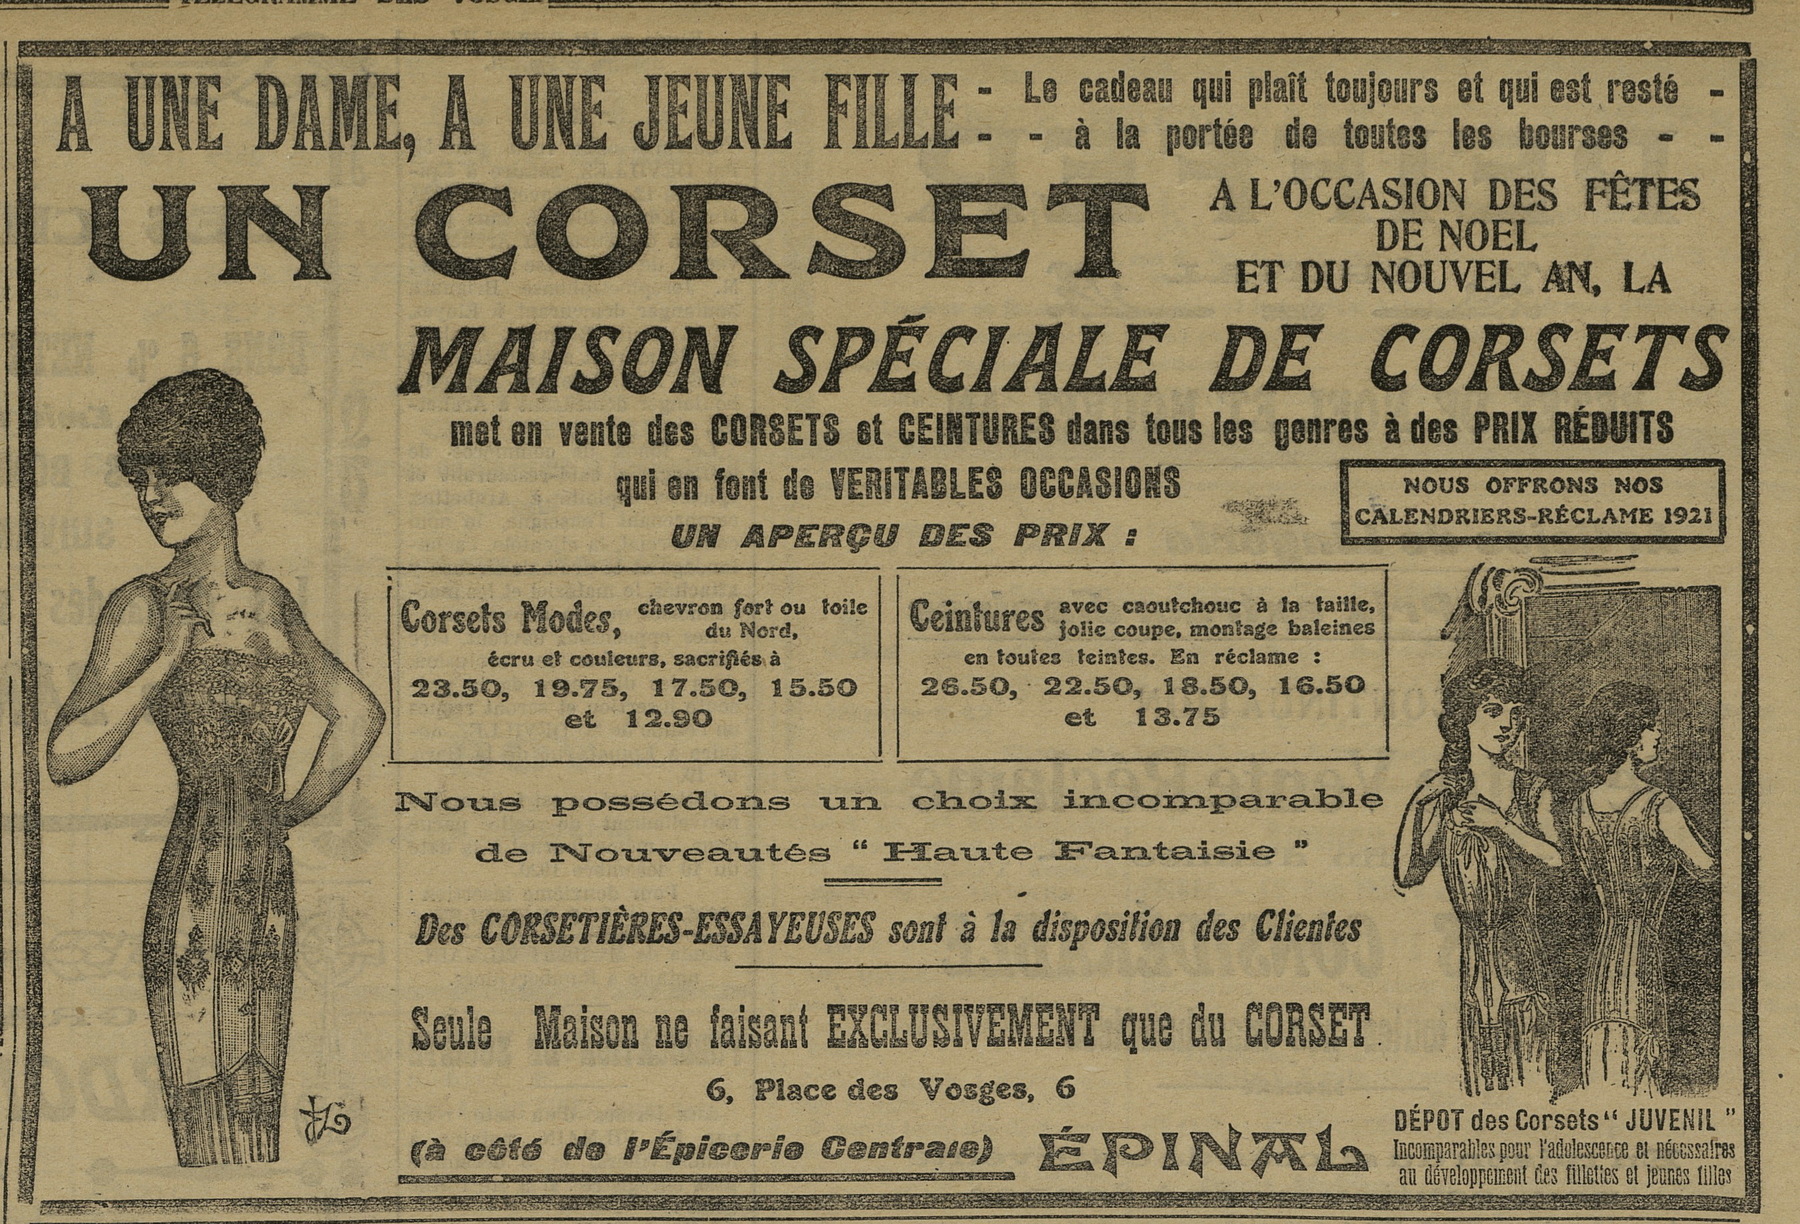 TÉLÉGRAMME DES VOSGES
A UNE DAME, A UNE JEUNE FILLE - Le cadeau qui plaît toujours et qui est resté -
- - à la portée de toutes les bourses - -
UN CORSET
A L'OCCASION DES FÊTES
DE NOEL
ET DU NOUVEL AN, LA
MAISON SPÉCIALE DE CORSETS
met en vente des CORSETS et CEINTURES dans tous les genres à des PRIX RÉDUITS
qui en font de VERITABLES OCCASIONS
NOUS OFFRONS NOS
CALENDRIERS-RÉCLAME 1921
UN APERÇU DES PRIX :
Corsets Modes, chevron fort ou toile
du Nord,
écru et couleurs, sacrifiés à
23.50, 19.75, 17.50, 15.50
et 12.90
Ceintures avec caoutchouc à la taille,
jolie coupe, montage baleines
en toutes teintes. En réclame :
26.50, 22.50, 18.50, 16.50
et 13.75
Nous possédons un choix incomparable
de Nouveautés “ Haute Fantaisie ”
Des CORSETIÈRES-ESSAYEUSES sont à la disposition des Clientes
Seule Maison ne faisant EXCLUSIVEMENT que du CORSET
6, Place des Vosges, 6
(à côté de l'Épicerie Centrale) ÉPINAL
DÉPOT des Corsets “ JUVENIL ”
Incomparables pour l'adolescence et nécessaires
au développement des fillettes et jeunes filles